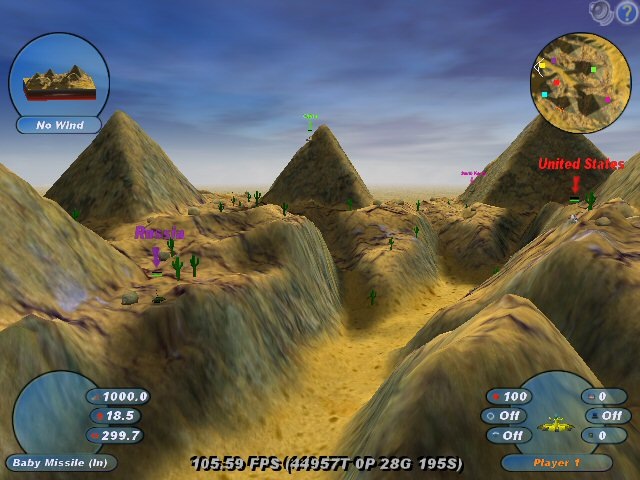 ?
No Wind
United States
Russia
1000.0
18.5
299.7
Baby Missile (In)
105.59 FPS (44957T 0P 28G 195S)
100
0
Off
Off
Off
0
Player 1